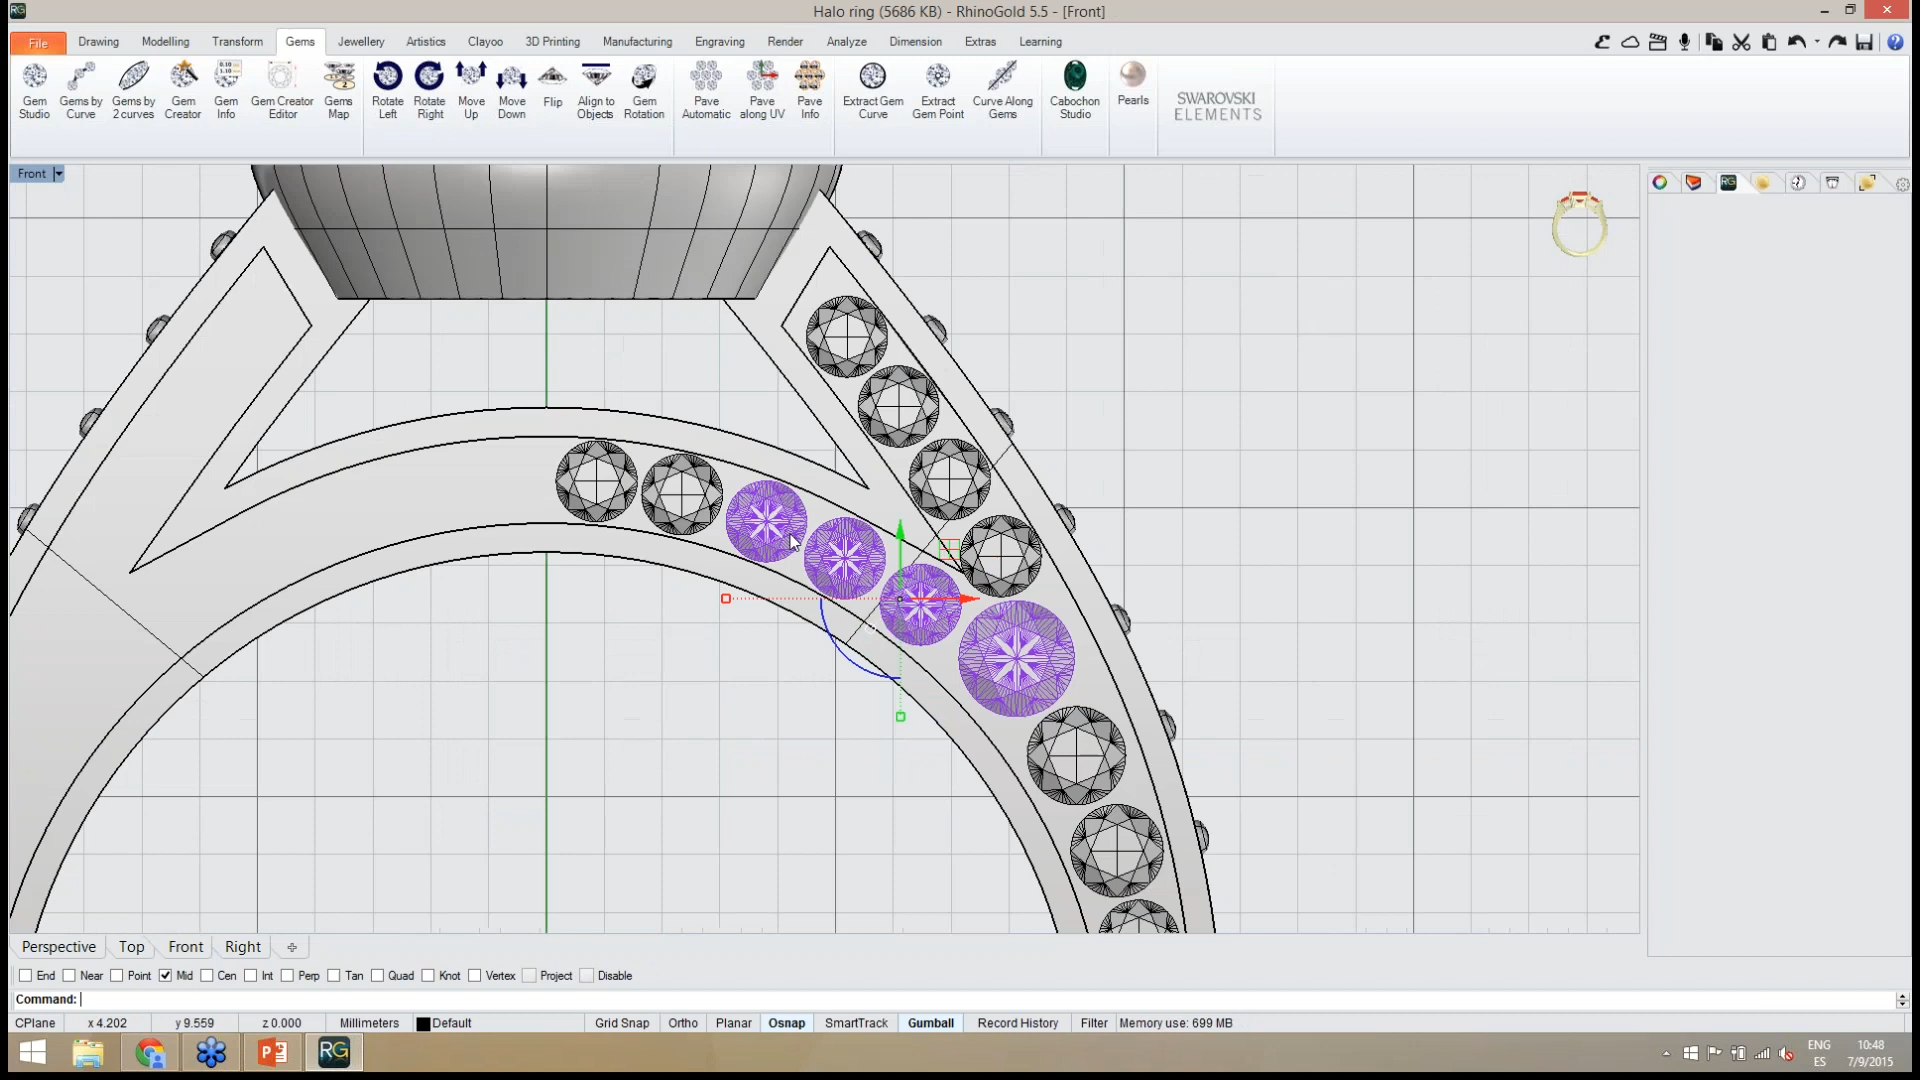 Halo ring (5686 KB) - RhinoGold 5.5 - [Front]
File Drawing Modelling Transform Gems Jewellery Artistics Clayoo 3D Printing Manufacturing Engraving Render Analyze Dimension Extras Learning
Gem Studio
Gems by Curve
Gems by 2 curves
Gem Creator
Gem Info
Gem Creator Editor
Gems Map
Rotate Left
Rotate Right
Move Up
Move Down
Flip
Align to Objects
Gem Rotation
Pave Automatic
Pave along UV
Pave Info
Extract Gem Curve
Extract Gem Point
Curve Along Gems
Cabochon Studio
Pearls
SWAROVSKI ELEMENTS
Front
Perspective Top Front Right
End Near Point Mid Cen Int Perp Tan Quad Knot Vertex Project Disable
Command:
CPlane x 4.202 y 9.559 z 0.000 Millimeters Default Grid Snap Ortho Planar Osnap SmartTrack Gumball Record History Filter Memory use: 699 MB
RG
ENG 10:48
ES 7/9/2015